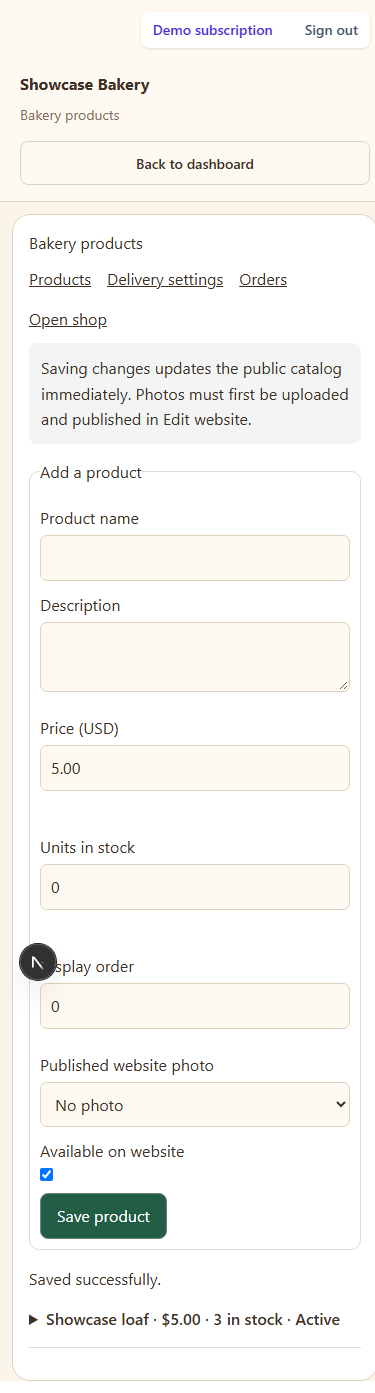 Demo subscription Sign out
Showcase Bakery
Bakery products
Back to dashboard
Bakery products
Products Delivery settings Orders
Open shop
Saving changes updates the public catalog
immediately. Photos must first be uploaded
and published in Edit website.
Add a product
Product name
Description
Price (USD)
5.00
Units in stock
0
splay order
0
Published website photo
No photo
Available on website
Save product
Saved successfully.
Showcase loaf · $5.00 · 3 in stock · Active